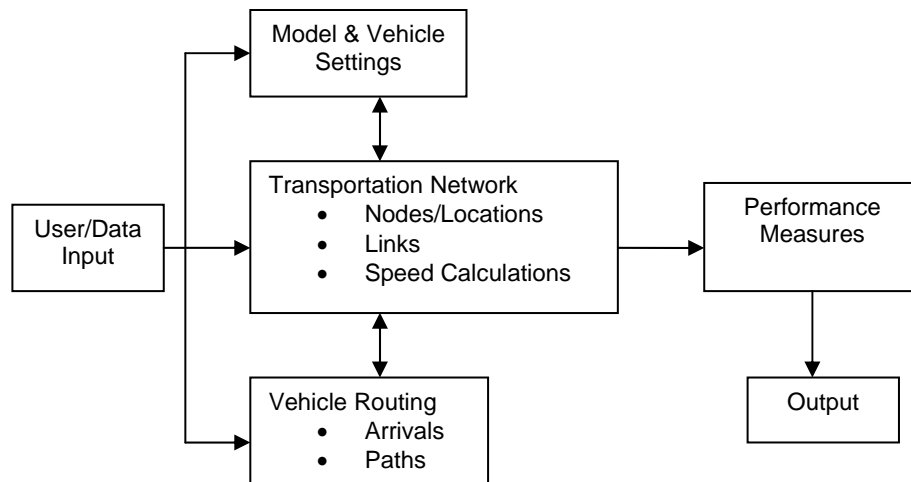 Model & Vehicle
Settings
Transportation Network
• Nodes/Locations
• Links
• Speed Calculations
User/Data
Input
Performance
Measures
Vehicle Routing
• Arrivals
• Paths
Output